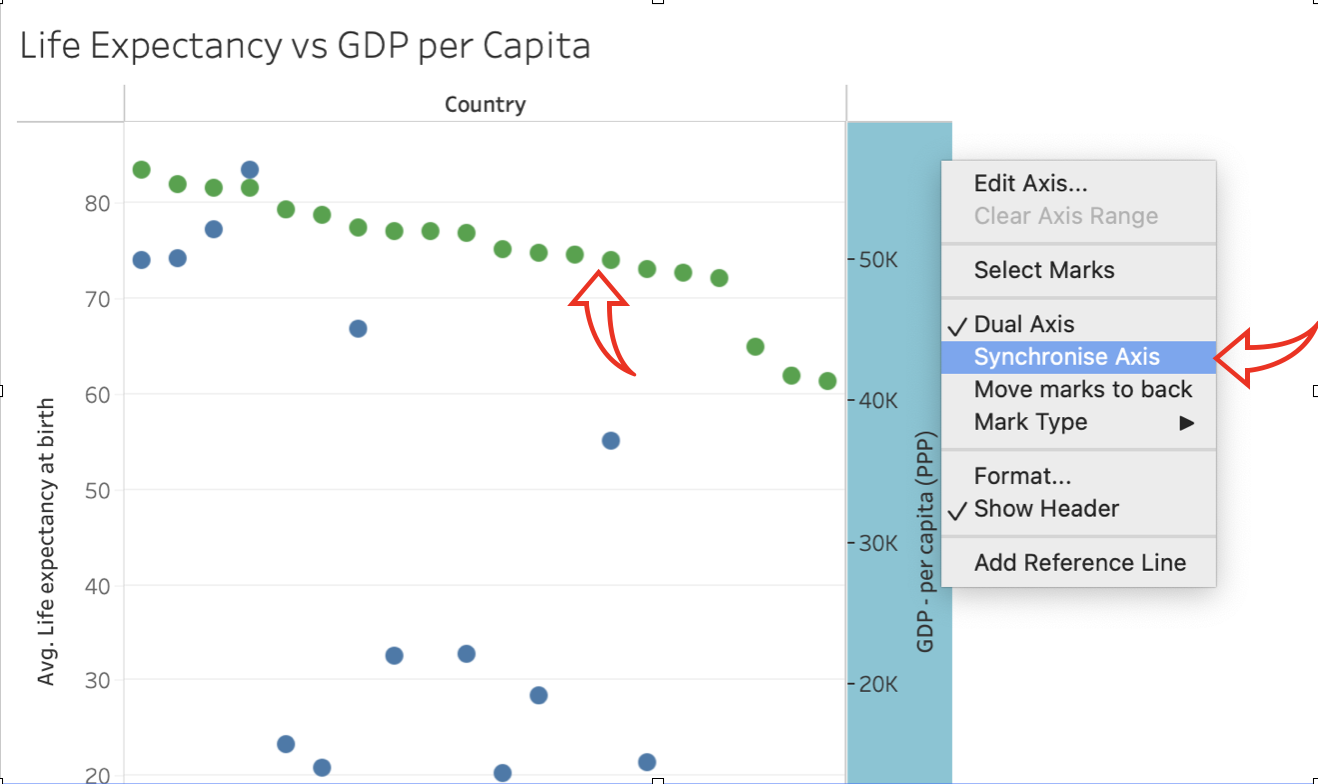 Life Expectancy vs GDP per Capita
Country
80
70
60
50
40
30
20
Avg. Life expectancy at birth
50K
40K
30K
20K
GDP - per capita (PPP)
Edit Axis...
Clear Axis Range
Select Marks
✓ Dual Axis
Synchronise Axis
Move marks to back
Mark Type ▶
Format...
✓ Show Header
Add Reference Line